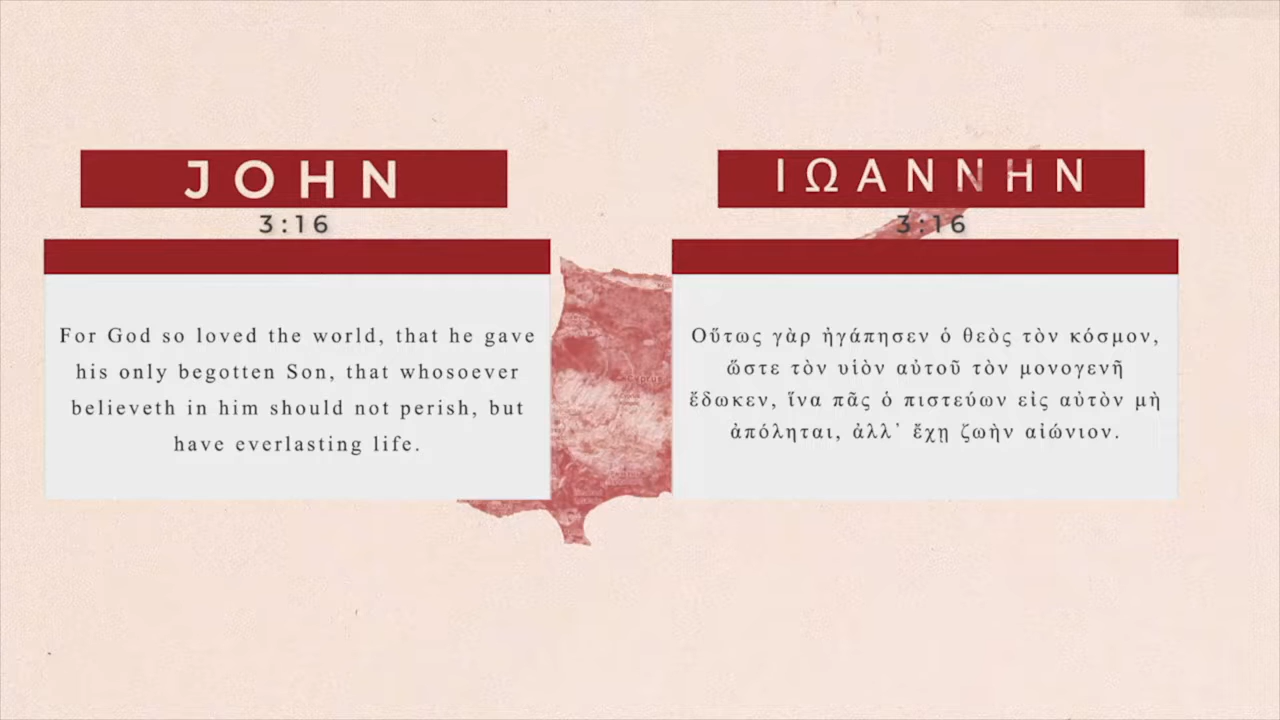 JOHN
3:16
For God so loved the world, that he gave
his only begotten Son, that whosoever
believeth in him should not perish, but
have everlasting life.
ΙΩΑΝΝΗΝ
3:16
Οὕτως γὰρ ἠγάπησεν ὁ θεὸς τὸν κόσμον,
ὥστε τὸν υἱὸν αὐτοῦ τὸν μονογενῆ
ἔδωκεν, ἵνα πᾶς ὁ πιστεύων εἰς αὐτὸν μὴ
ἀπόληται, ἀλλ᾽ ἔχῃ ζωὴν αἰώνιον.
Cyprus